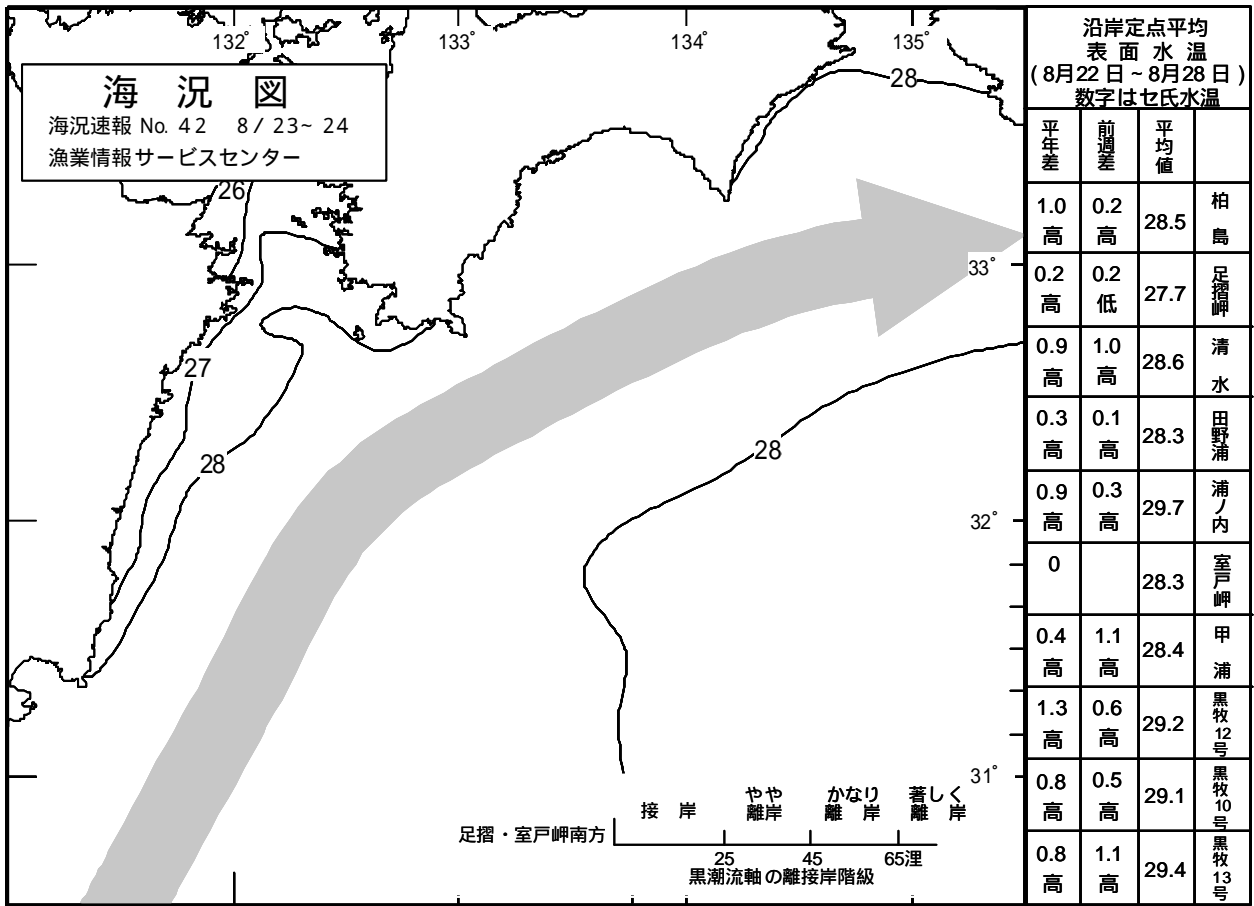 132°
133°
134°
135°
海況図
海況速報 No. 42 8/23~24
漁業情報サービスセンター
26
27
28
28
28
33°
32°
31°
接岸
やや離岸
かなり離岸
著しく離岸
足摺・室戸岬南方
25 45 65浬
黒潮流軸の離接岸階級
沿岸定点平均
表面水温
(8月22日~8月28日)
数字はセ氏水温
平年差 前週差 平均値
1.0高 0.2高 28.5 柏島
0.2高 0.2低 27.7 足摺岬
0.9高 1.0高 28.6 清水
0.3高 0.1高 28.3 田野浦
0.9高 0.3高 29.7 浦ノ内
0 28.3 室戸岬
0.4高 1.1高 28.4 甲浦
1.3高 0.6高 29.2 黒牧12号
0.8高 0.5高 29.1 黒牧10号
0.8高 1.1高 29.4 黒牧13号